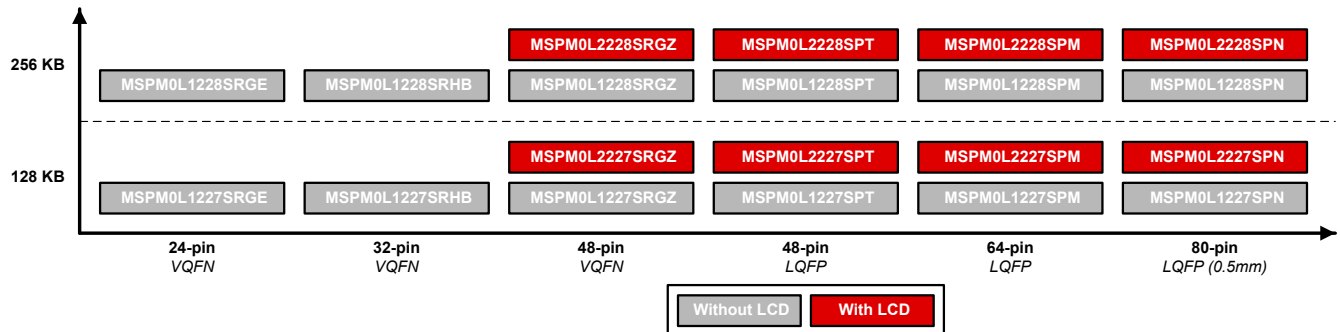 MSPM0L2228SRGZ MSPM0L2228SPT MSPM0L2228SPM MSPM0L2228SPN
256 KB
MSPM0L1228SRGE MSPM0L1228SRHB MSPM0L1228SRGZ MSPM0L1228SPT MSPM0L1228SPM MSPM0L1228SPN
MSPM0L2227SRGZ MSPM0L2227SPT MSPM0L2227SPM MSPM0L2227SPN
128 KB
MSPM0L1227SRGE MSPM0L1227SRHB MSPM0L1227SRGZ MSPM0L1227SPT MSPM0L1227SPM MSPM0L1227SPN
24-pin 32-pin 48-pin 48-pin 64-pin 80-pin
VQFN VQFN VQFN LQFP LQFP LQFP (0.5mm)
Without LCD With LCD